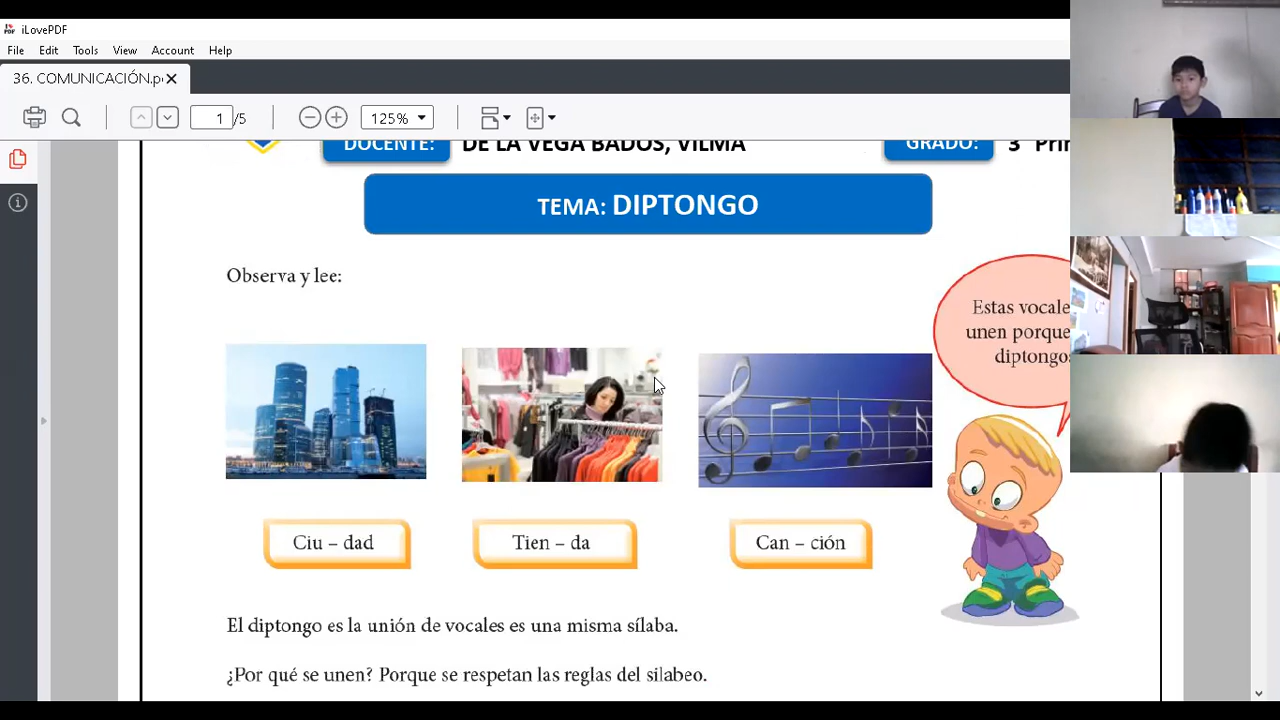 iLovePDF
File Edit Tools View Account Help
36. COMUNICACIÓN.p
1 /5 125%
DOCENTE: DE LA VEGA BADOS, VILMA GRADO: 3 Pri
TEMA: DIPTONGO
Observa y lee:
Estas vocale
unen porque
diptongo
Ciu – dad Tien – da Can – ción
El diptongo es la unión de vocales es una misma sílaba.
¿Por qué se unen? Porque se respetan las reglas del silabeo.